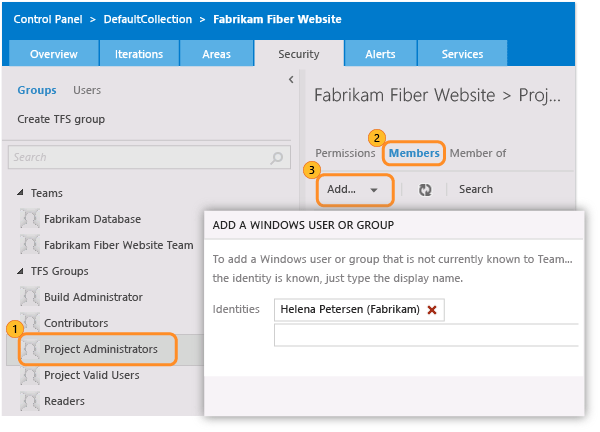 Control Panel > DefaultCollection > Fabrikam Fiber Website
Overview Iterations Areas Security Alerts Services
Groups Users
Create TFS group
Search
Teams
Fabrikam Database
Fabrikam Fiber Website Team
TFS Groups
Build Administrator
Contributors
1
Project Administrators
Project Valid Users
Readers
Fabrikam Fiber Website > Proj...
2
Permissions Members Member of
3
Add... Search
ADD A WINDOWS USER OR GROUP
To add a Windows user or group that is not currently known to Team...
the identity is known, just type the display name.
Identities Helena Petersen (Fabrikam)